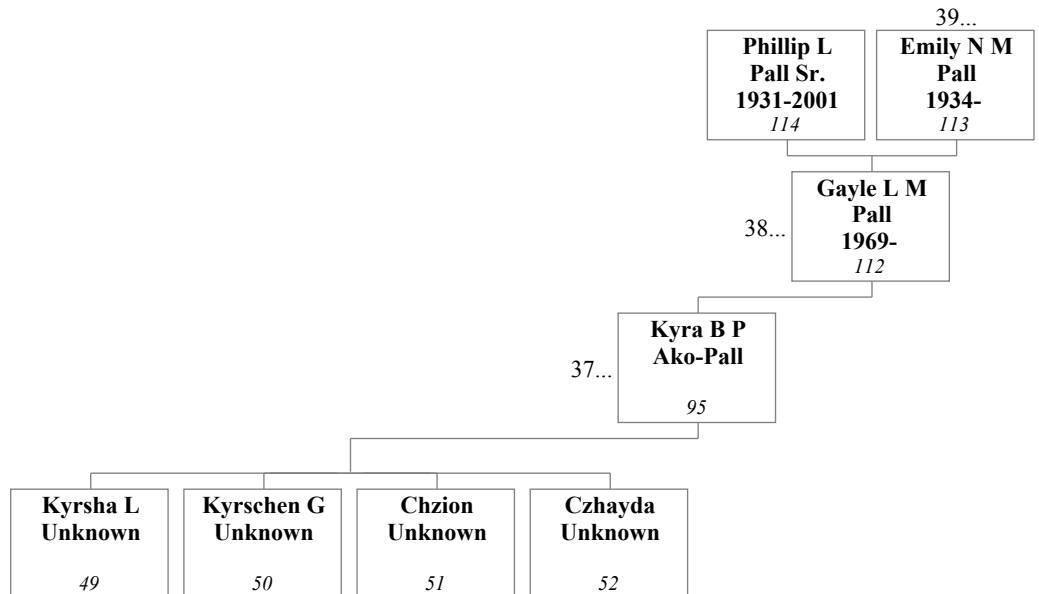 39...
Phillip L
Pall Sr.
1931-2001
114
Emily N M
Pall
1934-
113
38...
Gayle L M
Pall
1969-
112
37...
Kyra B P
Ako-Pall
95
Kyrsha L
Unknown
49
Kyrschen G
Unknown
50
Chzion
Unknown
51
Czhayda
Unknown
52